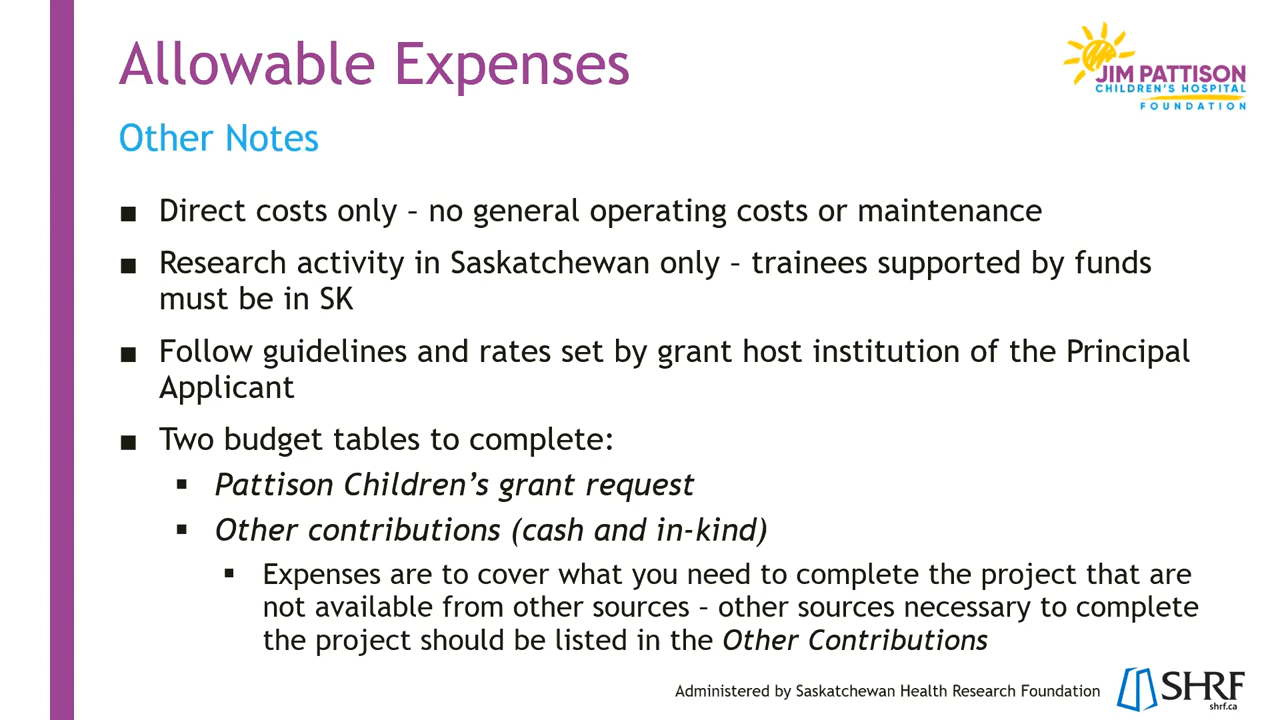 Allowable Expenses
JIM PATTISON
CHILDREN'S HOSPITAL
FOUNDATION
Other Notes
■ Direct costs only – no general operating costs or maintenance
■ Research activity in Saskatchewan only – trainees supported by funds
must be in SK
■ Follow guidelines and rates set by grant host institution of the Principal
Applicant
■ Two budget tables to complete:
▪ Pattison Children's grant request
▪ Other contributions (cash and in-kind)
▪ Expenses are to cover what you need to complete the project that are
not available from other sources – other sources necessary to complete
the project should be listed in the Other Contributions
Administered by Saskatchewan Health Research Foundation
SHRF
shrf.ca